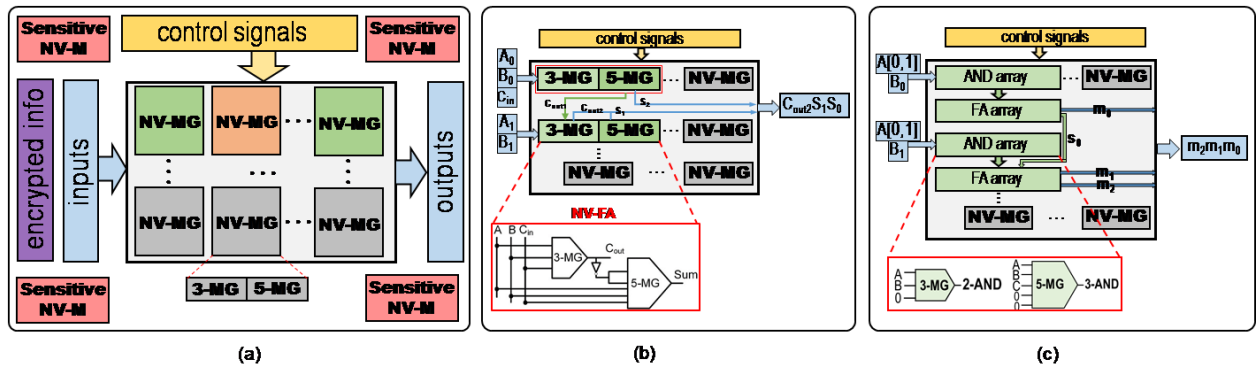 Sensitive
NV-M
control signals
Sensitive
NV-M
encrypted info
inputs
NV-MG
NV-MG
NV-MG
NV-MG
NV-MG
NV-MG
outputs
Sensitive
NV-M
3-MG
5-MG
Sensitive
NV-M
(a)
control signals
A0
B0
Cin
3-MG
5-MG
NV-MG
Cout1
Cout2
S2
S1
Cout2S1S0
A1
B1
3-MG
5-MG
NV-MG
NV-MG
NV-MG
NV-FA
A
B
Cin
3-MG
Cout
5-MG
Sum
(b)
control signals
A[0,1]
B0
AND array
NV-MG
FA array
m0
A[0,1]
B1
AND array
S0
m2m1m0
FA array
m1
m2
NV-MG
NV-MG
A
B
0
3-MG
2-AND
A
B
C
0
0
5-MG
3-AND
(c)